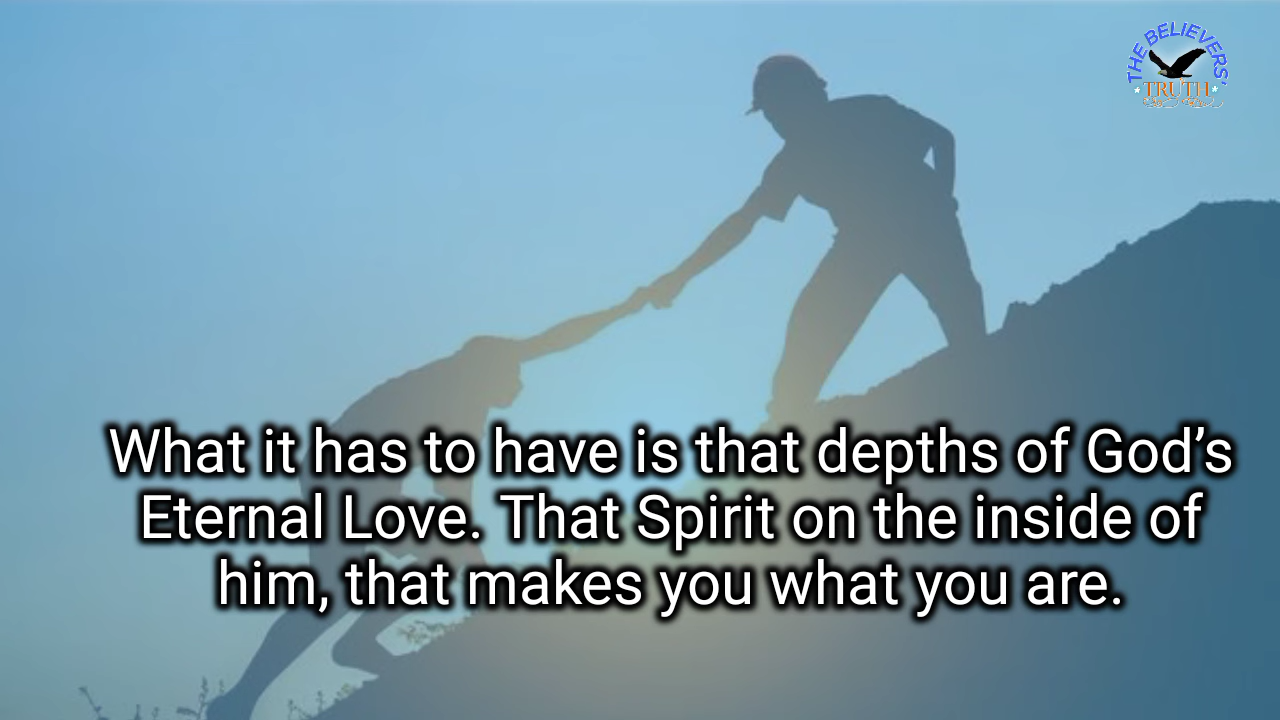 THE BELIEVERS'
TRUTH
What it has to have is that depths of God’s
Eternal Love. That Spirit on the inside of
him, that makes you what you are.